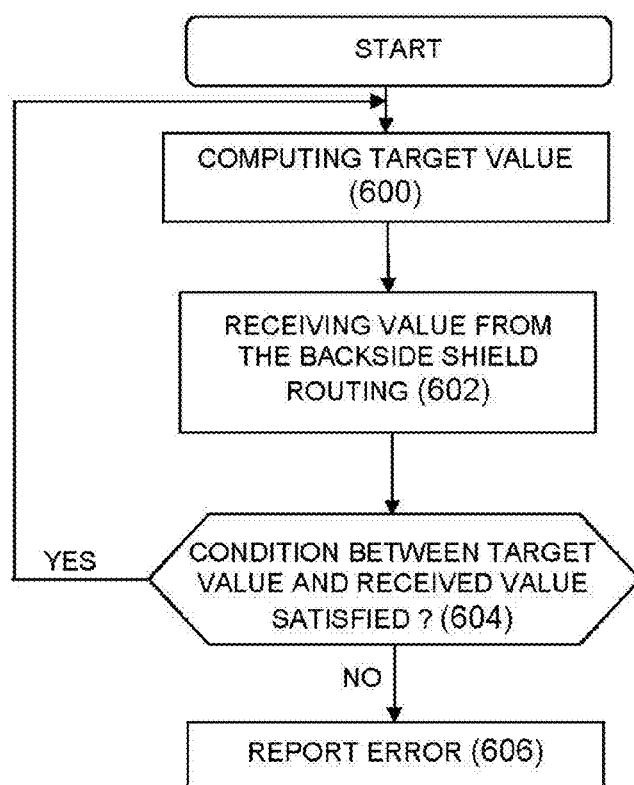 START
COMPUTING TARGET VALUE
(600)
RECEIVING VALUE FROM
THE BACKSIDE SHIELD
ROUTING (602)
YES
CONDITION BETWEEN TARGET
VALUE AND RECEIVED VALUE
SATISFIED ? (604)
NO
REPORT ERROR (606)